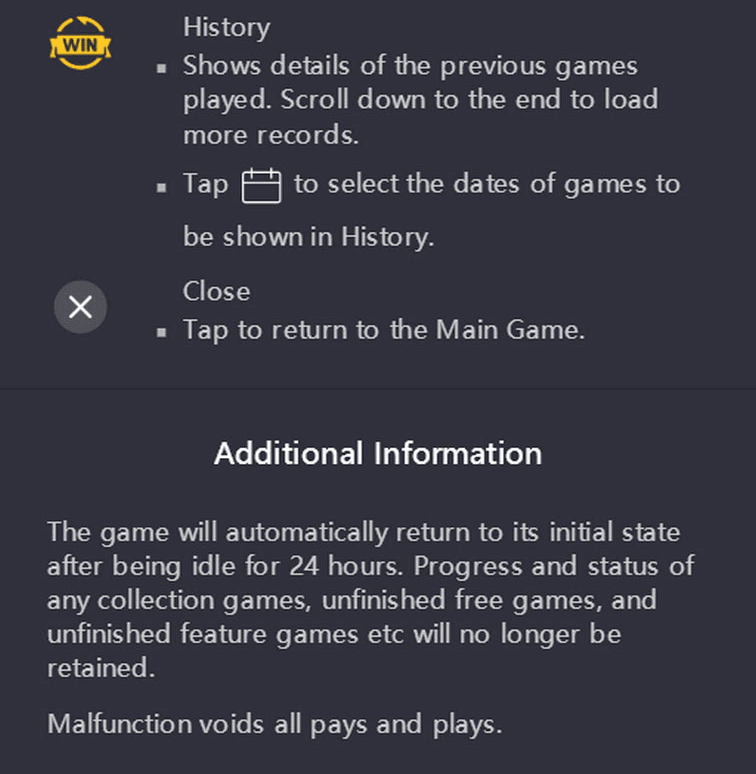 WIN
History
▪ Shows details of the previous games
played. Scroll down to the end to load
more records.
▪ Tap to select the dates of games to
be shown in History.
Close
▪ Tap to return to the Main Game.
Additional Information
The game will automatically return to its initial state
after being idle for 24 hours. Progress and status of
any collection games, unfinished free games, and
unfinished feature games etc will no longer be
retained.
Malfunction voids all pays and plays.